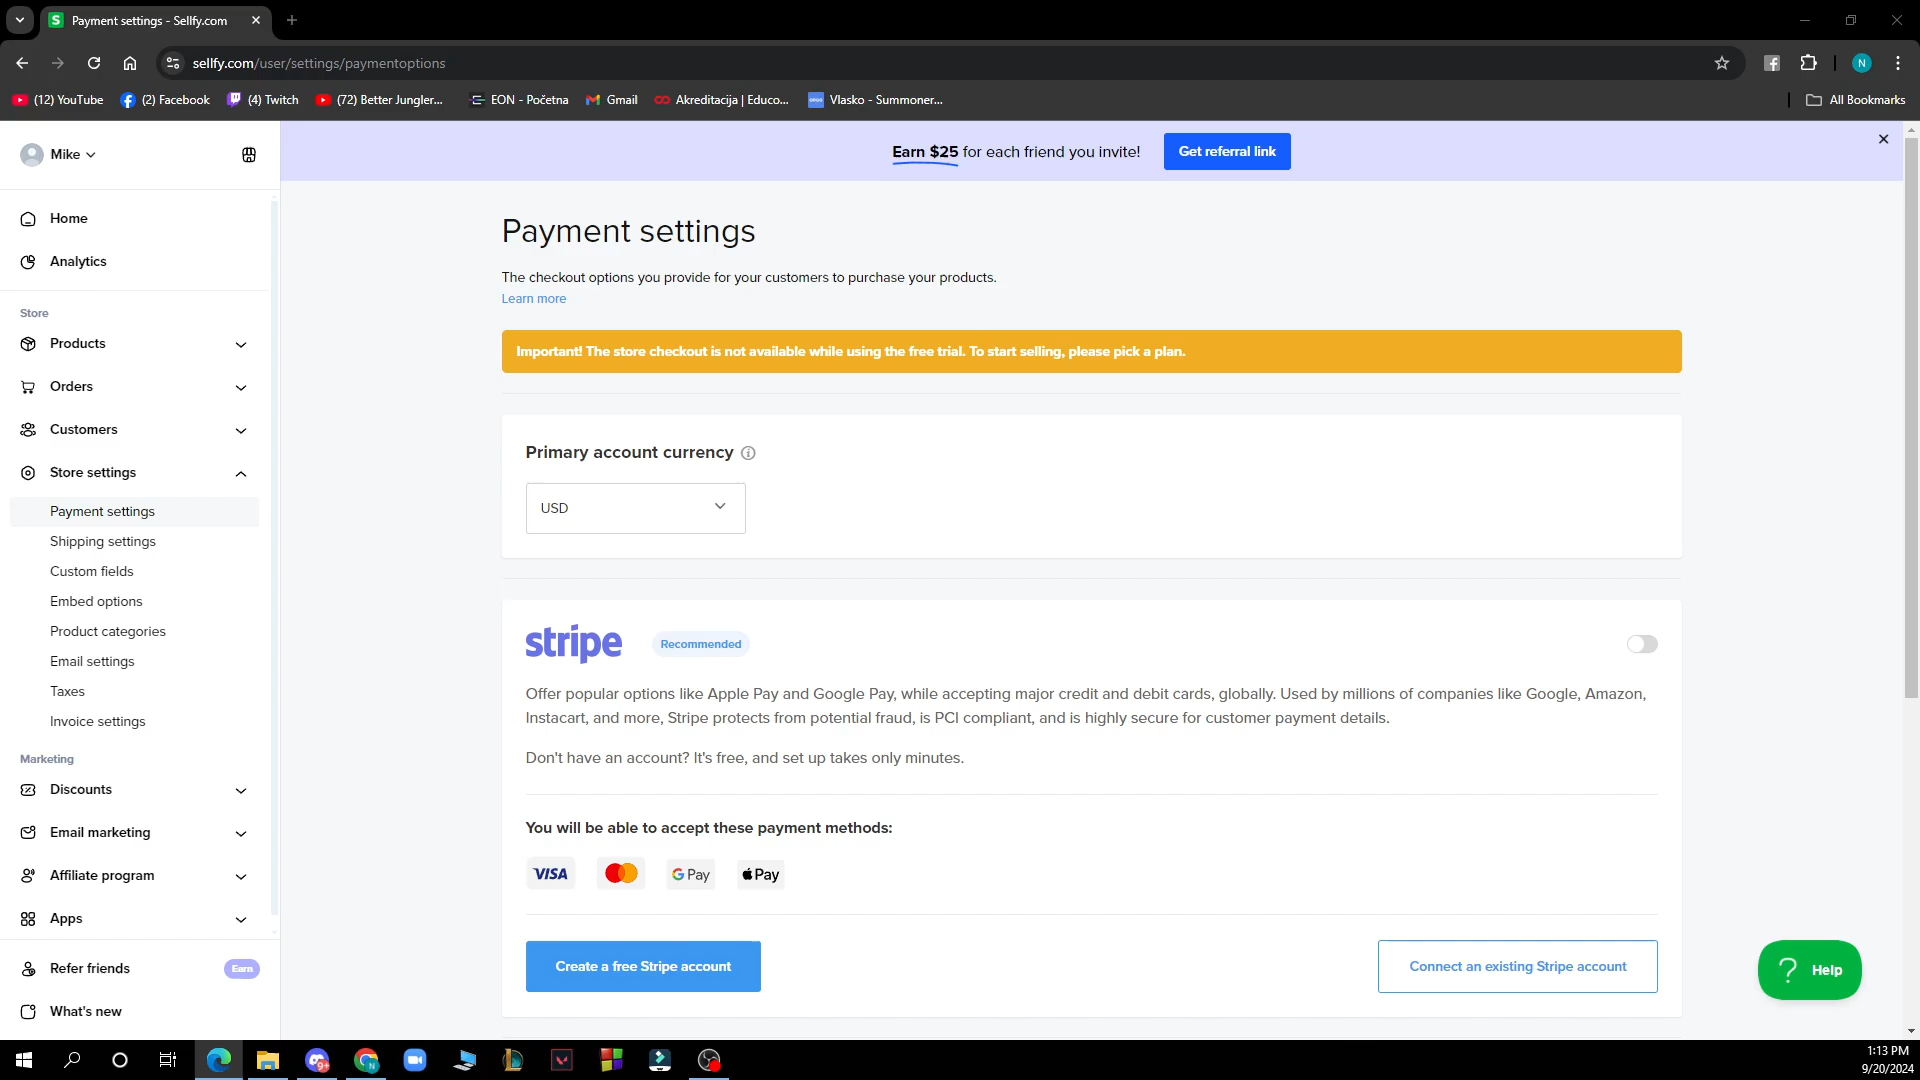 Payment settings - Sellfy.com
sellfy.com/user/settings/paymentoptions
N
(12) YouTube
(2) Facebook
(4) Twitch
(72) Better Jungler...
EON - Početna
Gmail
Akreditacija | Educo...
Vlasko - Summoner...
All Bookmarks
Mike
Earn $25 for each friend you invite!
Get referral link
Home
Analytics
Store
Products
Orders
Customers
Store settings
Payment settings
Shipping settings
Custom fields
Embed options
Product categories
Email settings
Taxes
Invoice settings
Marketing
Discounts
Email marketing
Affiliate program
Apps
Refer friends
Earn
What's new
Payment settings
The checkout options you provide for your customers to purchase your products.
Learn more
Important! The store checkout is not available while using the free trial. To start selling, please pick a plan.
Primary account currency
USD
stripe
Recommended
Offer popular options like Apple Pay and Google Pay, while accepting major credit and debit cards, globally. Used by millions of companies like Google, Amazon,
Instacart, and more, Stripe protects from potential fraud, is PCI compliant, and is highly secure for customer payment details.
Don't have an account? It's free, and set up takes only minutes.
You will be able to accept these payment methods:
VISA
G Pay
Pay
Create a free Stripe account
Connect an existing Stripe account
? Help
1:13 PM
9/20/2024